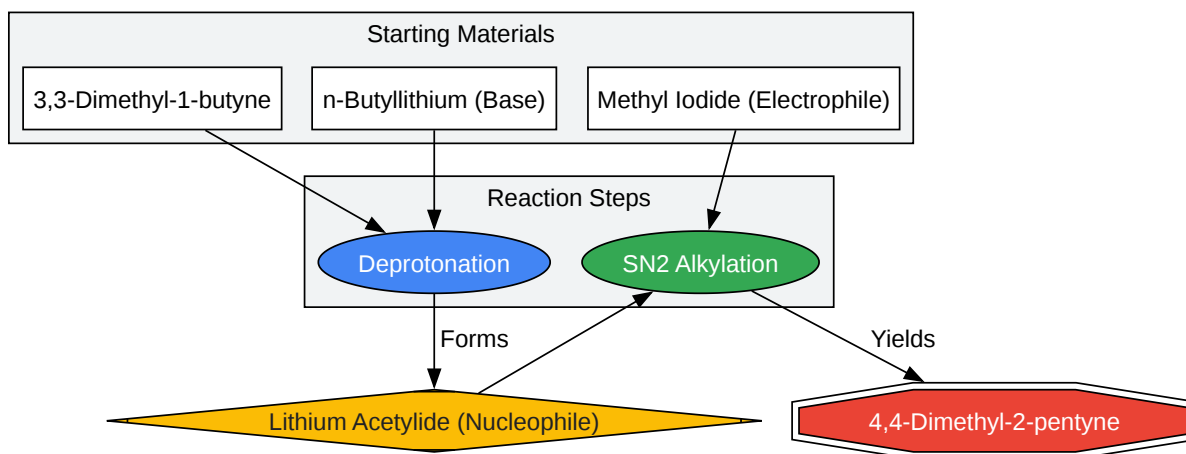 Starting Materials
3,3-Dimethyl-1-butyne
n-Butyllithium (Base)
Methyl Iodide (Electrophile)
Reaction Steps
Deprotonation
SN2 Alkylation
Forms
Yields
Lithium Acetylide (Nucleophile)
4,4-Dimethyl-2-pentyne